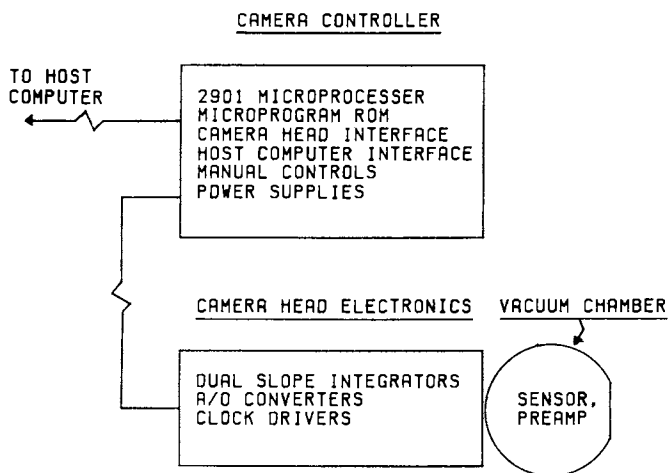 CAMERA CONTROLLER
TO HOST
COMPUTER
2901 MICROPROCESSER
MICROPROGRAM ROM
CAMERA HEAD INTERFACE
HOST COMPUTER INTERFACE
MANUAL CONTROLS
POWER SUPPLIES
CAMERA HEAD ELECTRONICS
VACUUM CHAMBER
DUAL SLOPE INTEGRATORS
A/D CONVERTERS
CLOCK DRIVERS
SENSOR,
PREAMP